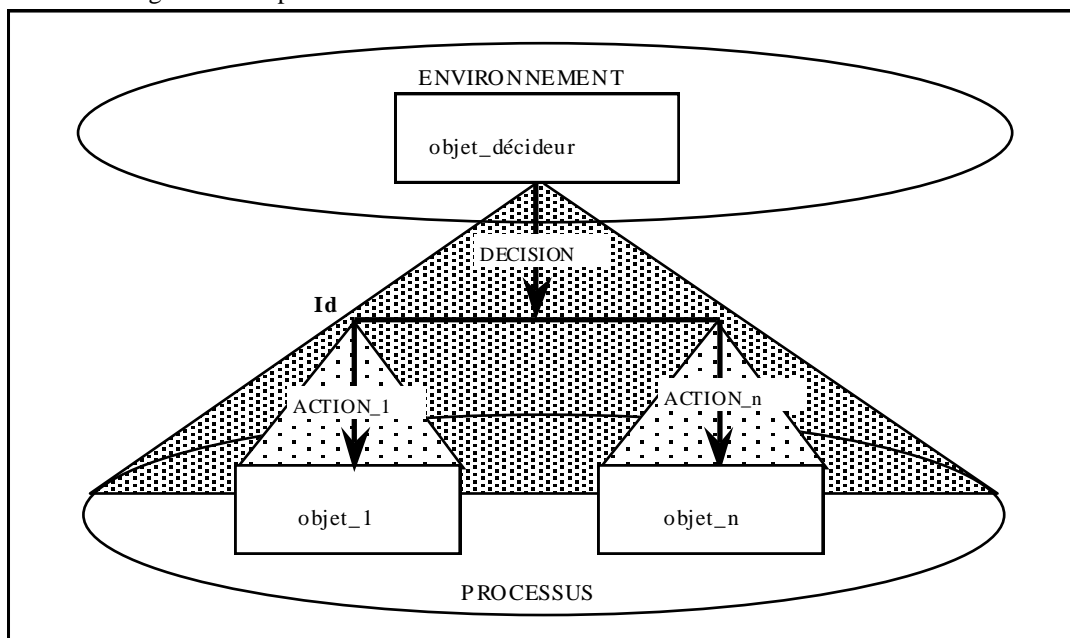 ENVIRONNEMENT
objet_décideur
DECISION
Id
ACTION_1
ACTION_n
objet_1
objet_n
PROCESSUS